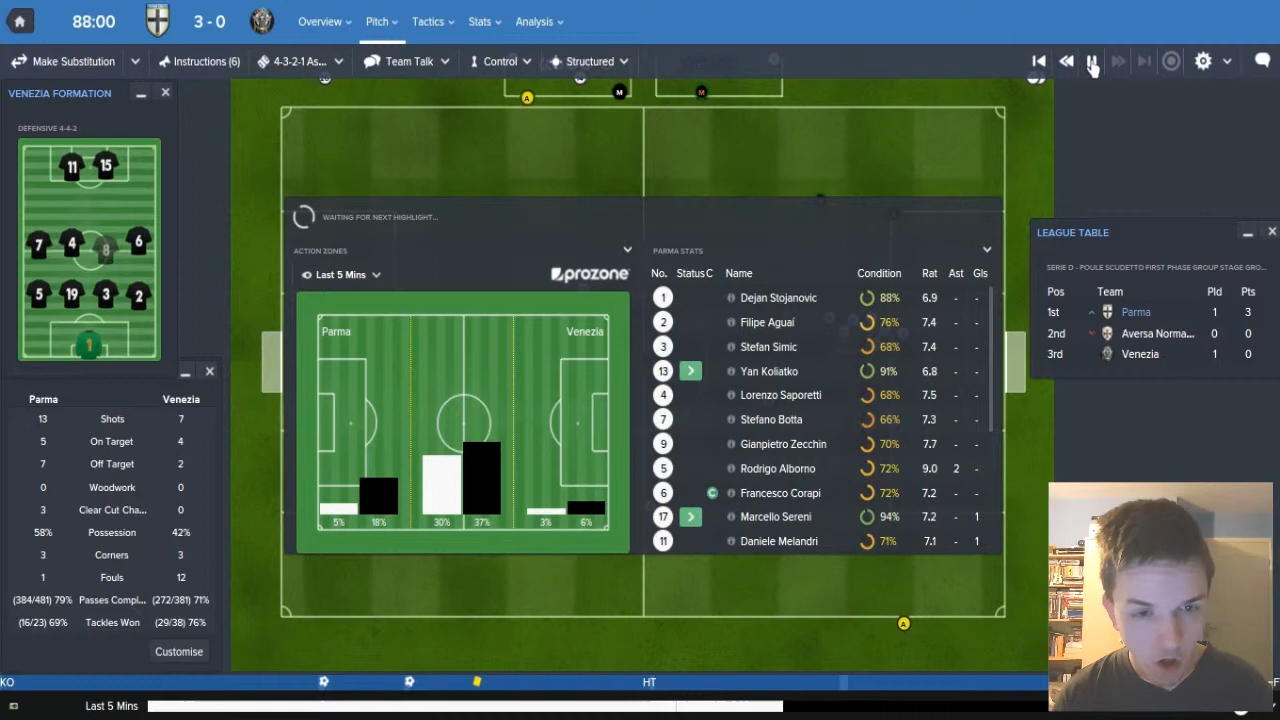 88:00 3 - 0 Overview Pitch Tactics Stats Analysis
Make Substitution Instructions (6) 4-3-2-1 As... Team Talk Control Structured
VENEZIA FORMATION
DEFENSIVE 4-4-2
11 15
7 4 8 6
5 19 3 2
1
Parma Venezia
13 Shots 7
5 On Target 4
7 Off Target 2
0 Woodwork 0
3 Clear Cut Cha... 0
58% Possession 42%
3 Corners 3
1 Fouls 12
(384/481) 79% Passes Compl... (272/381) 71%
(16/23) 69% Tackles Won (29/38) 76%
Customise
A M M
WAITING FOR NEXT HIGHLIGHT...
ACTION ZONES
Last 5 Mins prozone
Parma Venezia
5% 18% 30% 37% 3% 6%
PARMA STATS
No. Status C Name Condition Rat Ast Gls
1 Dejan Stojanovic 88% 6.9 - -
2 Filipe Aguaí 76% 7.4 - -
3 Stefan Simic 68% 7.4 - -
13 Yan Koliatko 91% 6.8 - -
4 Lorenzo Saporetti 68% 7.5 - -
7 Stefano Botta 66% 7.3 - -
9 Gianpietro Zecchin 70% 7.7 - -
5 Rodrigo Alborno 72% 9.0 2 -
6 C Francesco Corapi 72% 7.2 - -
17 Marcello Sereni 94% 7.2 - 1
11 Daniele Melandri 71% 7.1 - 1
A
LEAGUE TABLE
SERIE D - POULE SCUDETTO FIRST PHASE GROUP STAGE GRO...
Pos Team Pld Pts
1st Parma 1 3
2nd Aversa Norma... 0 0
3rd Venezia 1 0
KO HT F
Last 5 Mins